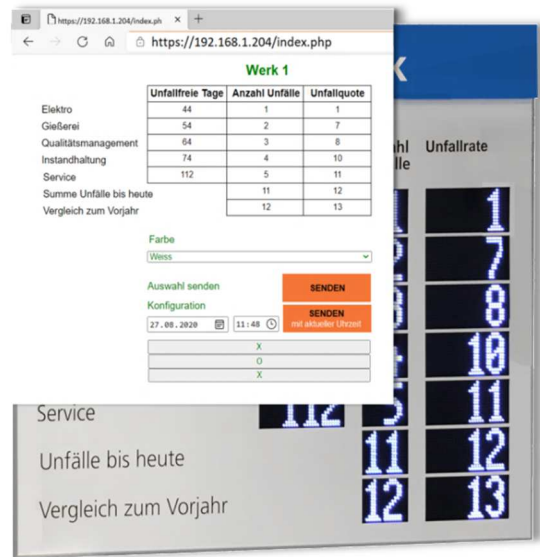 https://192.168.1.204/index.ph
https://192.168.1.204/index.php
Werk 1
Unfallfreie Tage Anzahl Unfälle Unfallquote
Elektro 44 1 1
Gießerei 54 2 7
Qualitätsmanagement 64 3 8
Instandhaltung 74 4 10
Service 112 5 11
Summe Unfälle bis heute 11 12
Vergleich zum Vorjahr 12 13
Farbe
Weiss
Auswahl senden SENDEN
Konfiguration
27.08.2020 11:48 SENDEN
mit aktueller Uhrzeit
X
O
X
K
hl Unfallrate
lle
1 1
2 7
3 8
4 10
Service 112 5 11
Unfälle bis heute 11 12
Vergleich zum Vorjahr 12 13